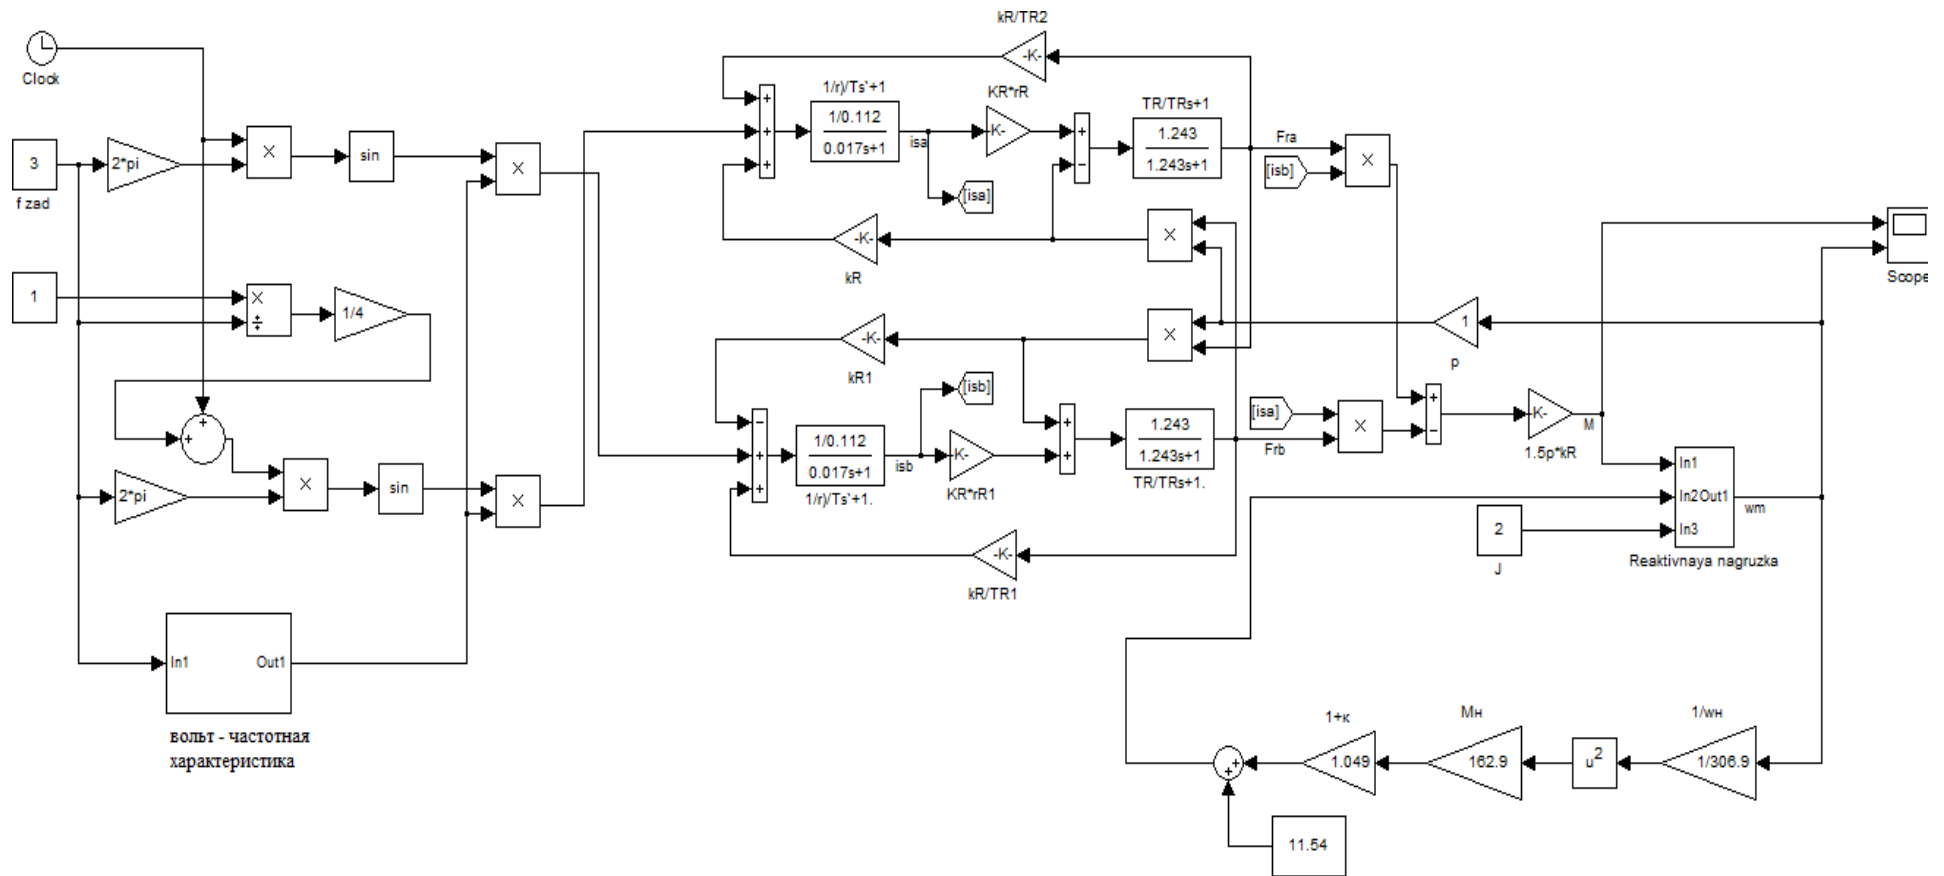 Clock
3
f zad
2*pi
×
sin
×
1
×
÷
1/4
+
+
2*pi
×
sin
×
In1
Out1
вольт - частотная
характеристика
kR/TR2
-K-
1/r)/Ts'+1
+
+
+
1/0.112
0.017s+1
isa
KR*rR
K-
[isa]
+
−
TR/TRs+1
1.243
1.243s+1
Fra
[isb]
×
-K-
kR
×
×
-K-
kR1
[isb]
−
+
+
1/0.112
0.017s+1
1/r)/Ts'+1.
isb
K-
KR*rR1
+
+
1.243
1.243s+1
TR/TRs+1.
[isa]
Frb
×
-K-
kR/TR1
1
p
+
−
K-
1.5p*kR
M
Scope
In1
In2
Out1
In3
wm
Reaktivnaya nagruzka
2
J
1+к
1.049
Мн
162.9
u2
1/wн
1/306.9
+
+
11.54